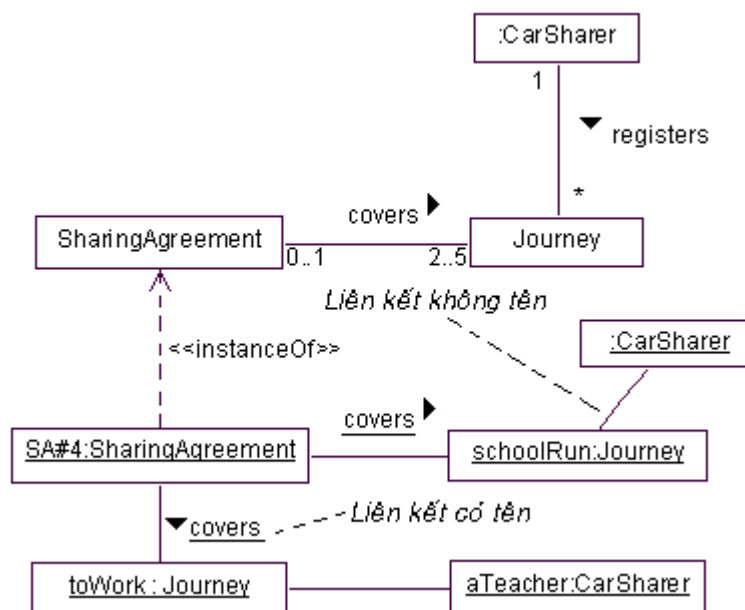 :CarSharer
1
registers
*
covers
SharingAgreement
Journey
0..1
2..5
Liên kết không tên
:CarSharer
<<instanceOf>>
covers
SA#4:SharingAgreement
schoolRun:Journey
covers
Liên kết có tên
toWork : Journey
aTeacher:CarSharer